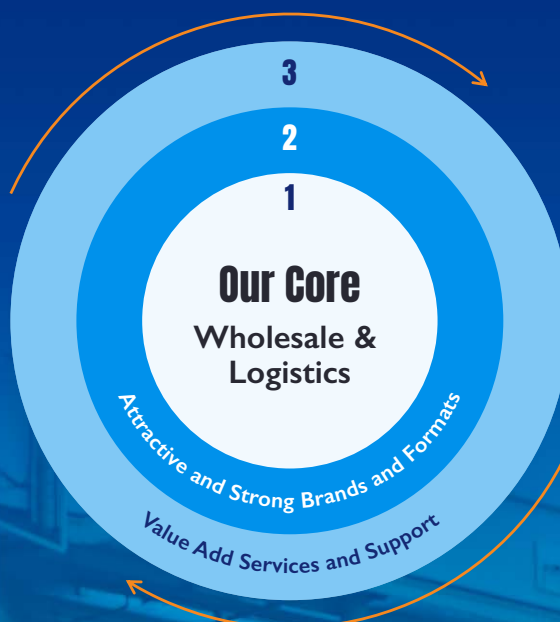 3
2
1
Our Core
Wholesale &
Logistics
Attractive and Strong Brands and Formats
Value Add Services and Support